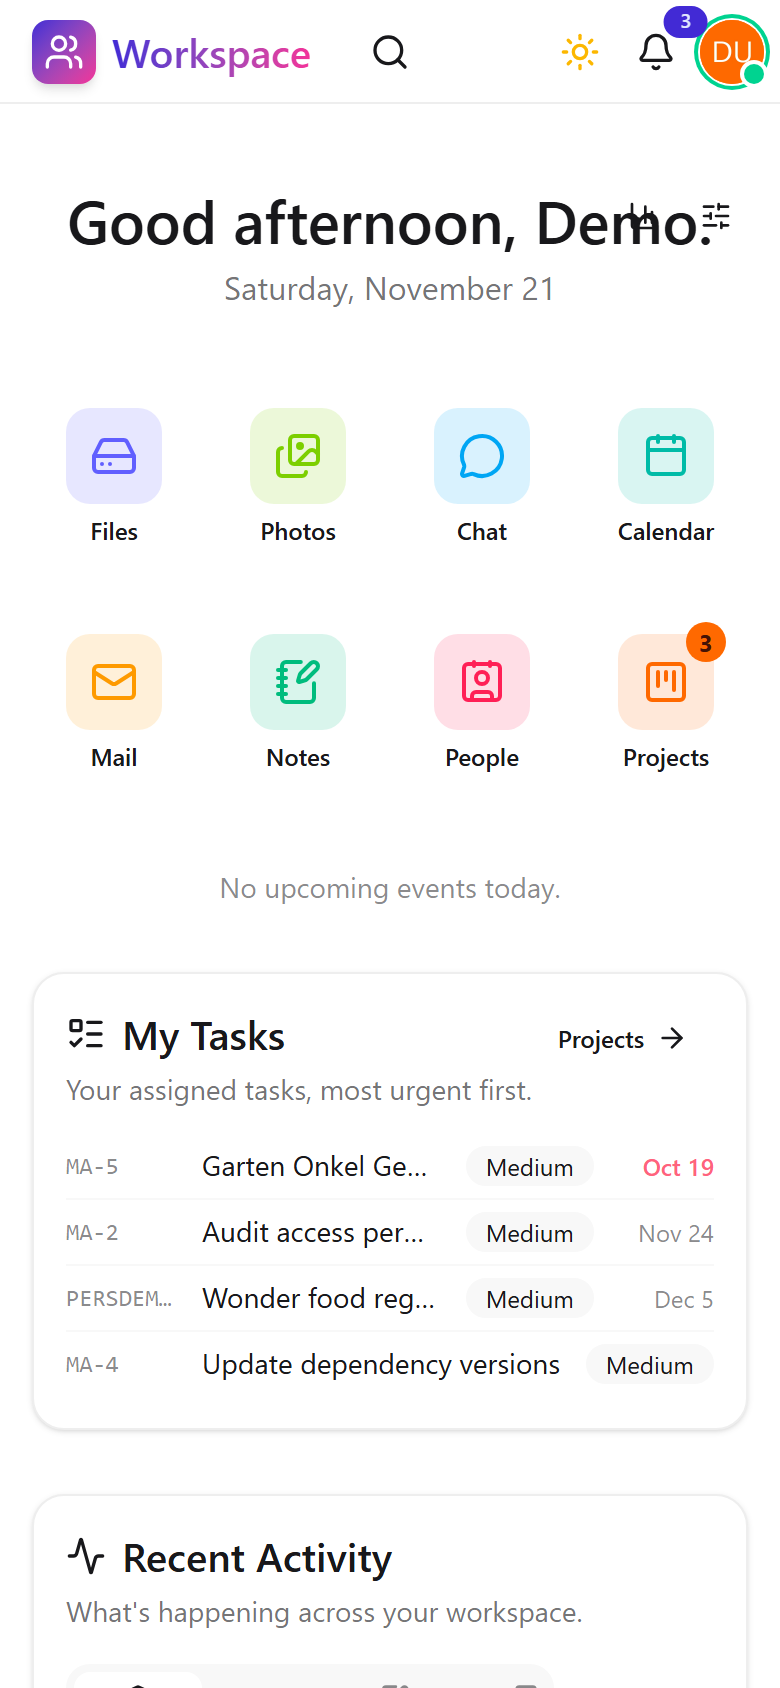 Workspace
3
DU
Good afternoon, Demo.
Saturday, November 21
Files
Photos
Chat
Calendar
Mail
Notes
People
3
Projects
No upcoming events today.
My Tasks
Projects
Your assigned tasks, most urgent first.
MA-5 Garten Onkel Ge... Medium Oct 19
MA-2 Audit access per... Medium Nov 24
PERSDEM... Wonder food reg... Medium Dec 5
MA-4 Update dependency versions Medium
Recent Activity
What's happening across your workspace.